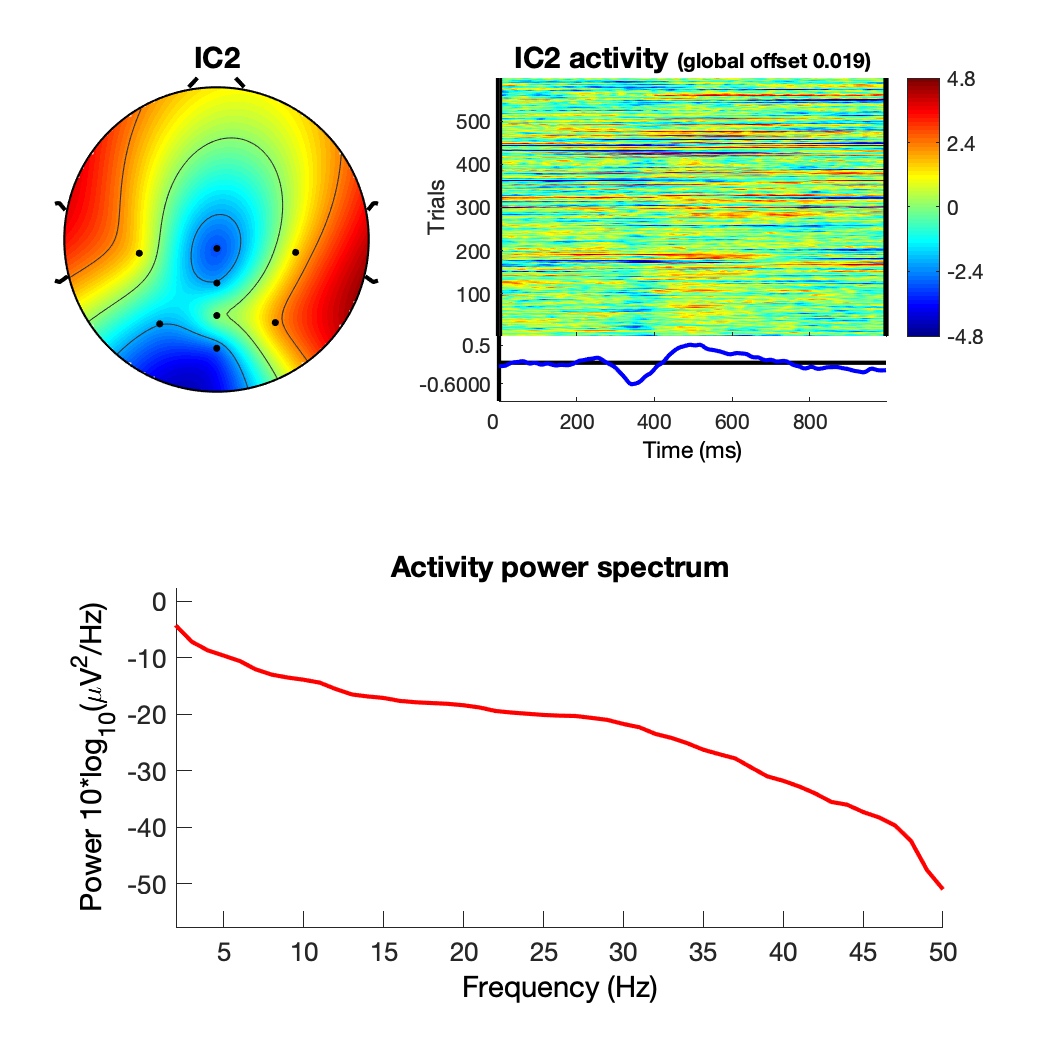 IC2
IC2 activity (global offset 0.019)
Trials
500
400
300
200
100
4.8
2.4
0
-2.4
-4.8
0.5
-0.6000
0 200 400 600 800
Time (ms)
Activity power spectrum
Power 10*log10(μV2/Hz)
0
-10
-20
-30
-40
-50
5 10 15 20 25 30 35 40 45 50
Frequency (Hz)